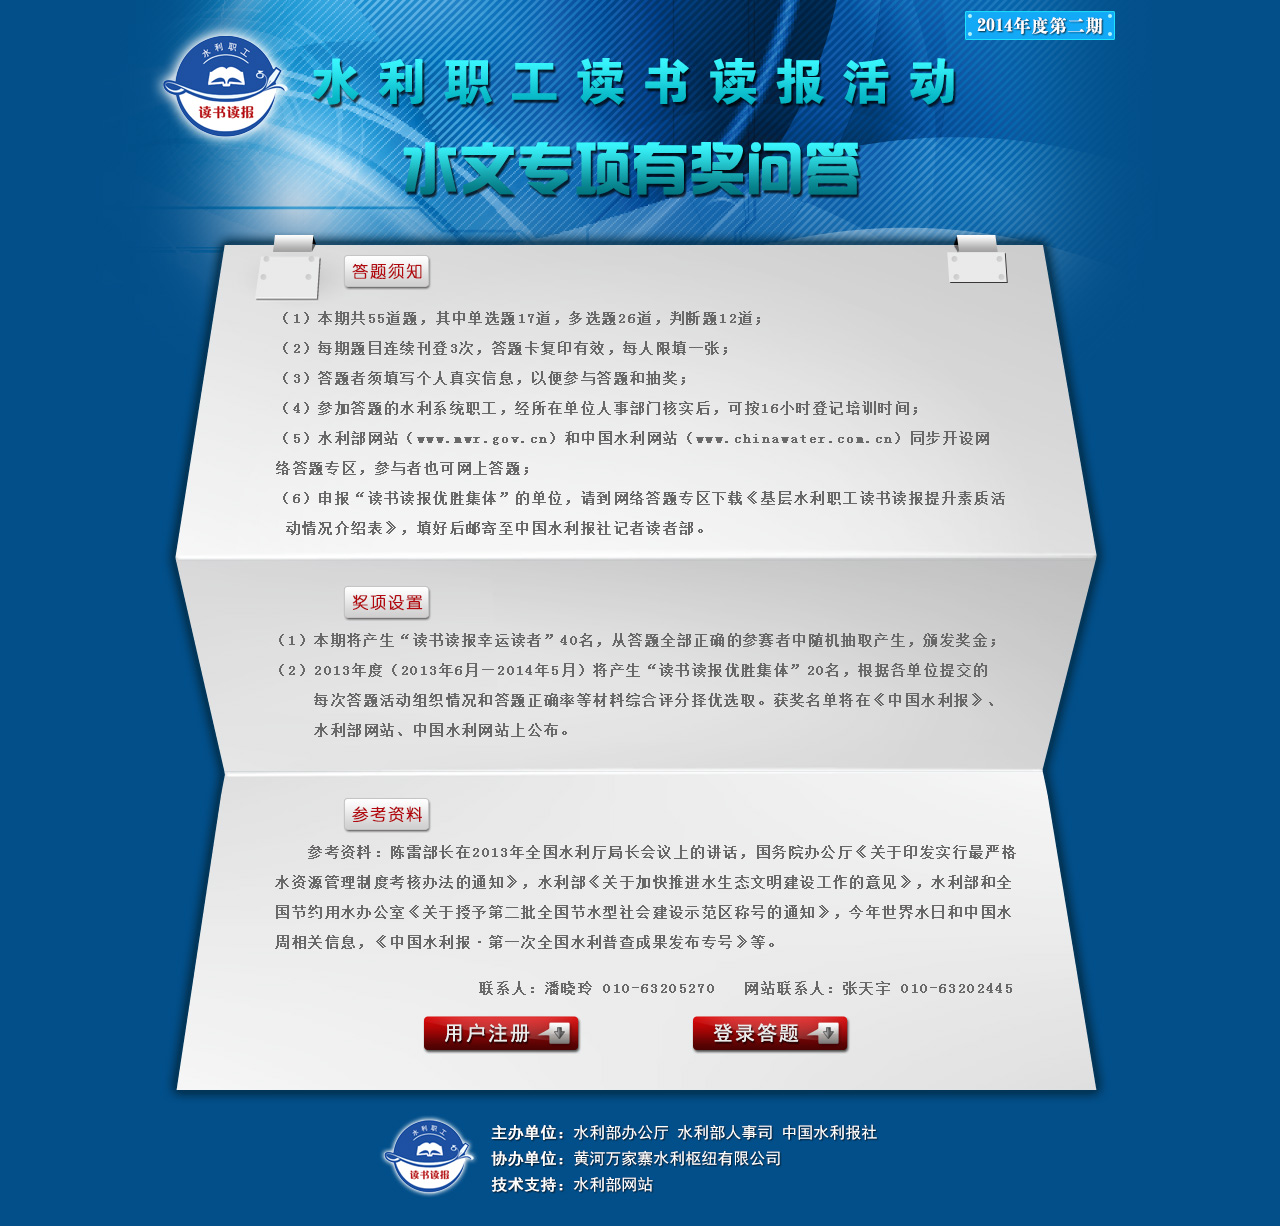 2014年度第二期
水利职工
读书读报
水利职工读书读报活动
水文专项有奖问答
答题须知
（1）本期共55道题，其中单选题17道，多选题26道，判断题12道；
（2）每期题目连续刊登3次，答题卡复印有效，每人限填一张；
（3）答题者须填写个人真实信息，以便参与答题和抽奖；
（4）参加答题的水利系统职工，经所在单位人事部门核实后，可按16小时登记培训时间；
（5）水利部网站（www.mwr.gov.cn）和中国水利网站（www.chinawater.com.cn）同步开设网
络答题专区，参与者也可网上答题；
（6）申报“读书读报优胜集体”的单位，请到网络答题专区下载《基层水利职工读书读报提升素质活
动情况介绍表》，填好后邮寄至中国水利报社记者读者部。
奖项设置
（1）本期将产生“读书读报幸运读者”40名，从答题全部正确的参赛者中随机抽取产生，颁发奖金；
（2）2013年度（2013年6月—2014年5月）将产生“读书读报优胜集体”20名，根据各单位提交的
每次答题活动组织情况和答题正确率等材料综合评分择优选取。获奖名单将在《中国水利报》、
水利部网站、中国水利网站上公布。
参考资料
参考资料：陈雷部长在2013年全国水利厅局长会议上的讲话，国务院办公厅《关于印发实行最严格
水资源管理制度考核办法的通知》，水利部《关于加快推进水生态文明建设工作的意见》，水利部和全
国节约用水办公室《关于授予第二批全国节水型社会建设示范区称号的通知》，今年世界水日和中国水
周相关信息，《中国水利报·第一次全国水利普查成果发布专号》等。
联系人：潘晓玲 010-63205270 网站联系人：张天宇 010-63202445
用户注册 登录答题
水利职工
读书读报
主办单位：水利部办公厅 水利部人事司 中国水利报社
协办单位：黄河万家寨水利枢纽有限公司
技术支持：水利部网站